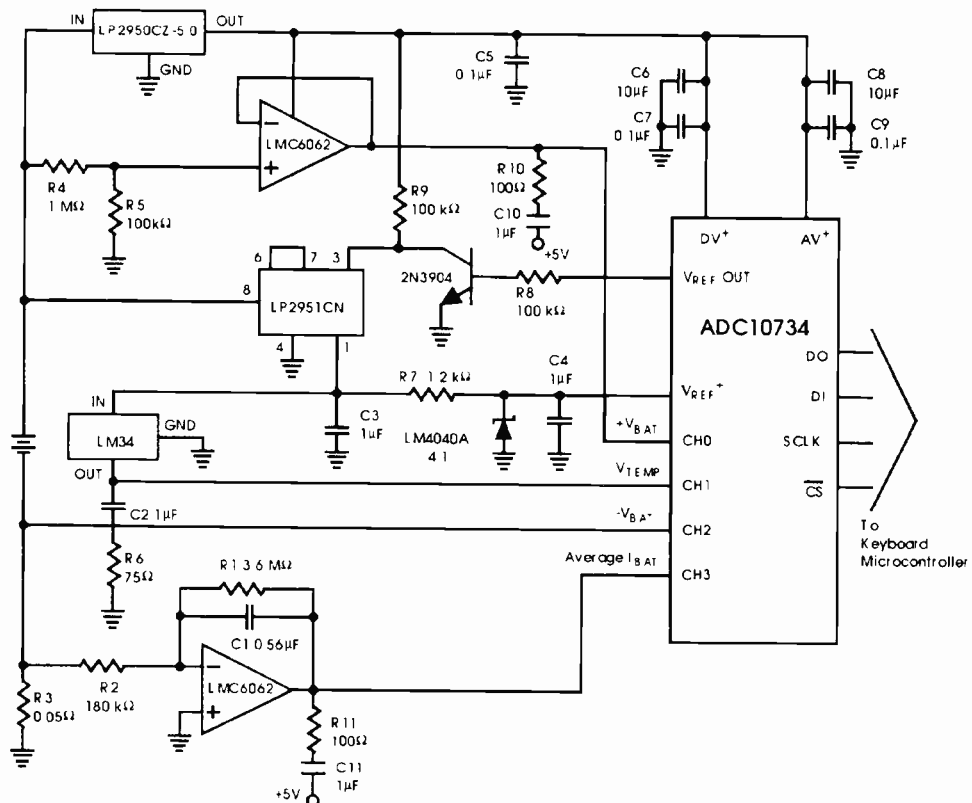 IN
LP2950CZ-5.0
OUT
GND
C5
0.1µF
C6
10µF
C7
0.1µF
C8
10µF
C9
0.1µF
−
LMC6062
+
R4
1 MΩ
R5
100kΩ
R9
100 kΩ
R10
100Ω
C10
1µF
+5V
DV+
AV+
6
7
3
8
LP2951CN
4
1
2N3904
R8
100 kΩ
VREF OUT
ADC10734
DO
DI
SCLK
CS
To
Keyboard
Microcontroller
R7 1.2 kΩ
C4
1µF
VREF+
C3
1µF
LM4040A
4.1
+VBAT
CH0
IN
LM34
GND
OUT
VTEMP
CH1
C2 1µF
-VBAT
CH2
R6
75Ω
Average IBAT
CH3
R1 3.6 MΩ
C1 0.56µF
R2
180 kΩ
−
LMC6062
+
R3
0.05Ω
R11
100Ω
C11
1µF
+5V